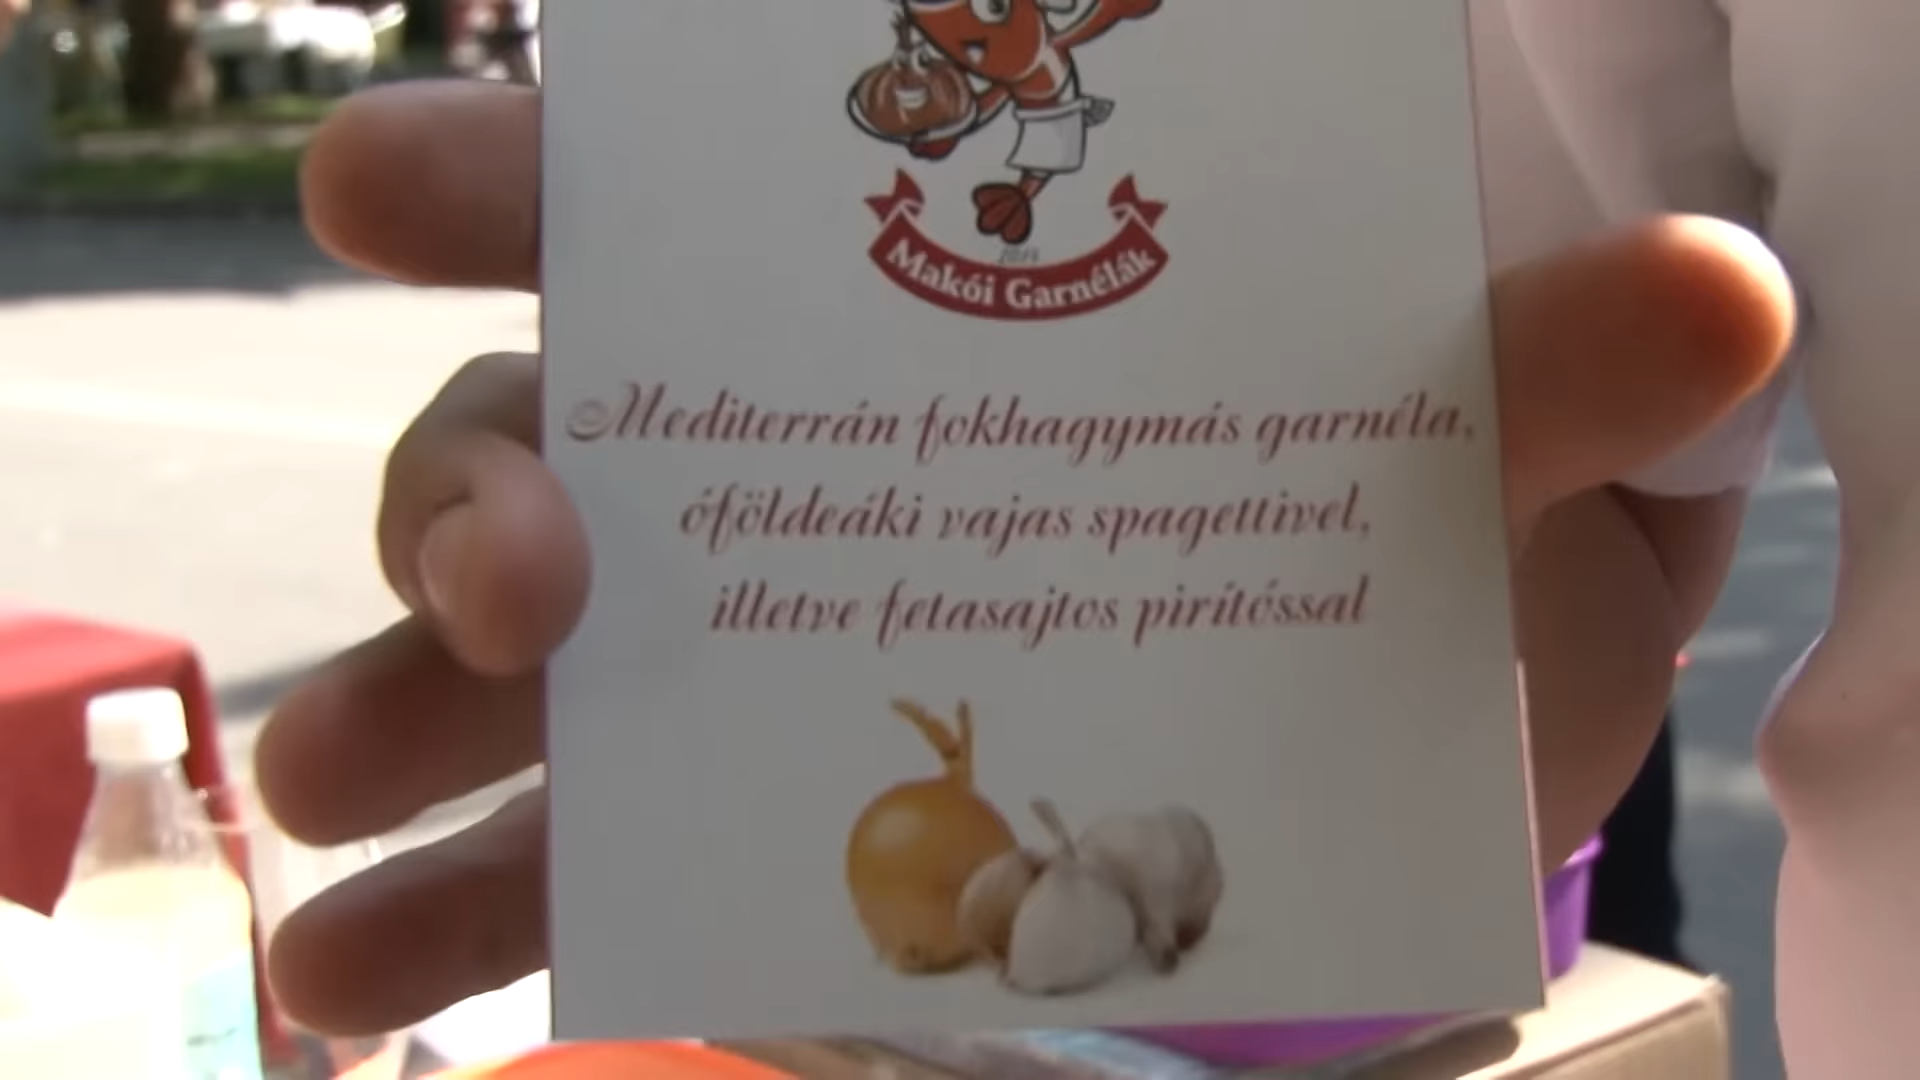 Makói Garnélák
Mediterrán fokhagymás garnéla,
óföldeáki vajas spagettivel,
illetve fetasajtos pirítóssal